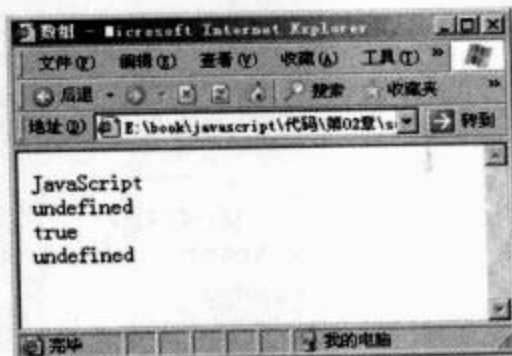 数组 - Microsoft Internet Explorer
文件(F) 编辑(E) 查看(V) 收藏(A) 工具(T) »
后退 搜索 收藏夹 »
地址(D) E:\book\javascript\代码\第02章\s 转到
JavaScript
undefined
true
undefined
完毕 我的电脑